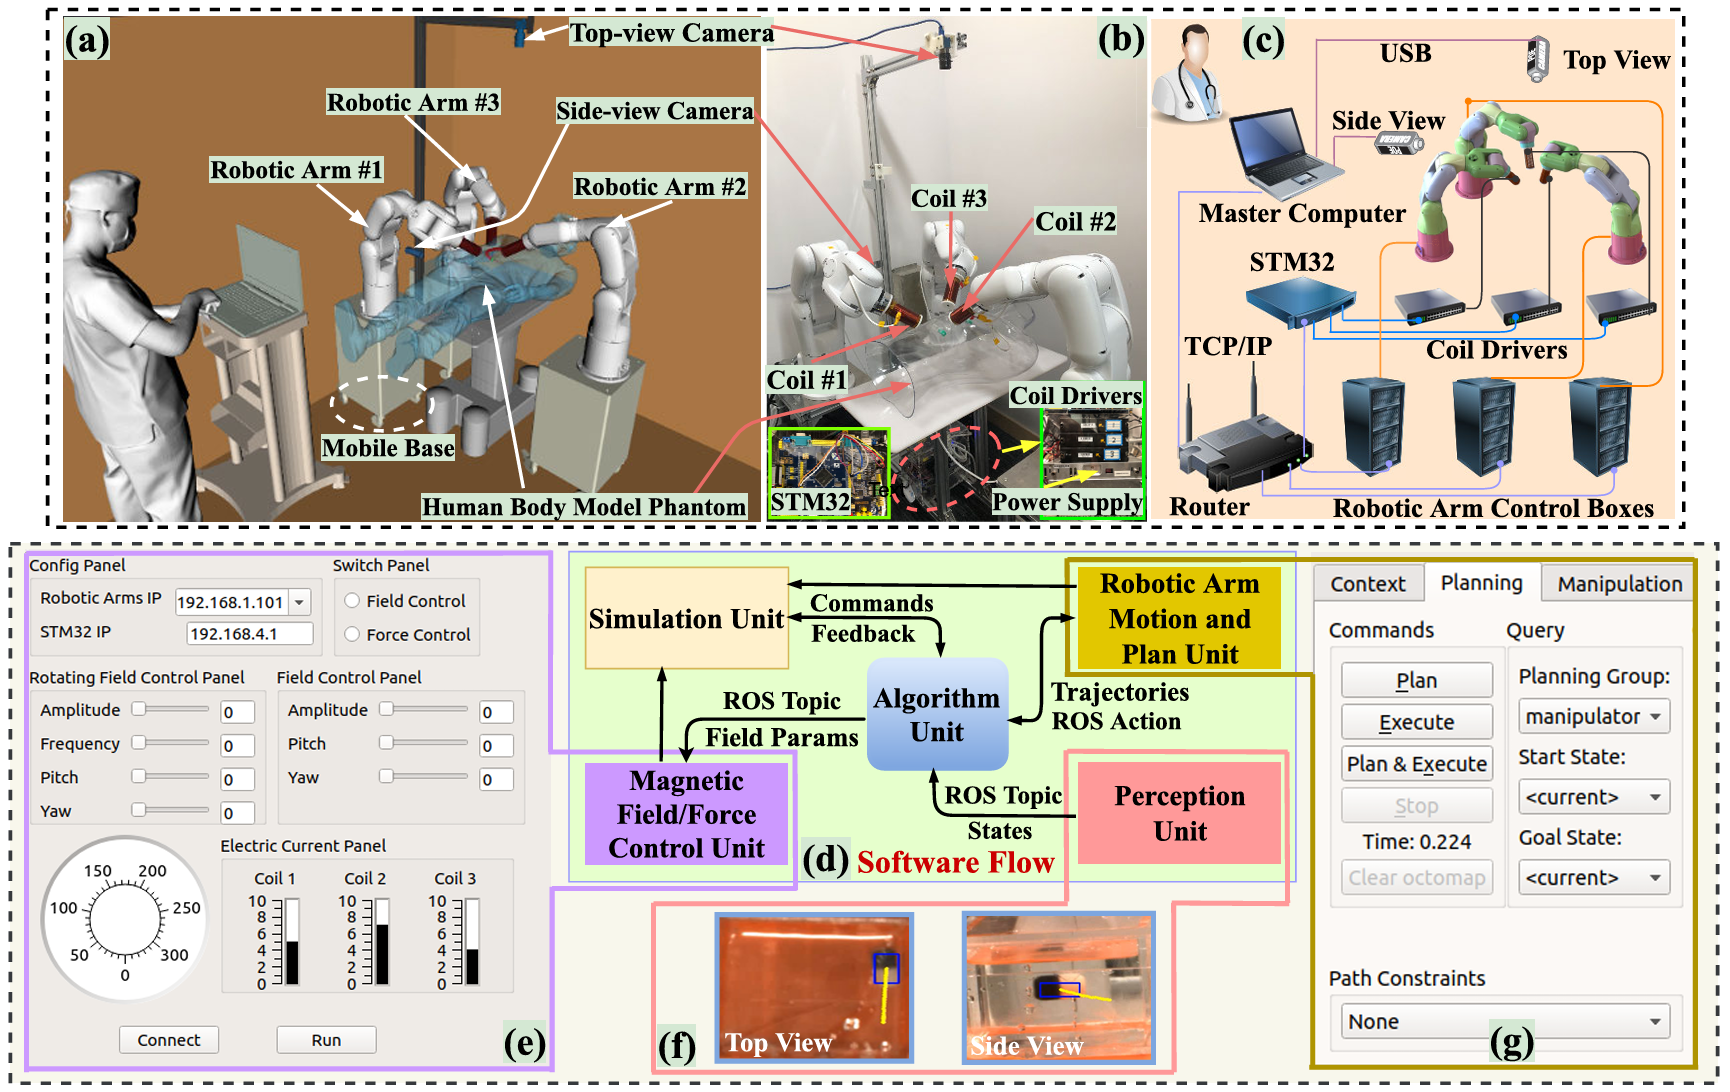 (a)
Top-view Camera
Robotic Arm #3
Side-view Camera
Robotic Arm #1
Robotic Arm #2
Mobile Base
Human Body Model Phantom
(b)
Coil #3
Coil #2
Coil #1
Coil Drivers
STM32
Power Supply
(c)
USB
Top View
Side View
Master Computer
STM32
TCP/IP
Coil Drivers
Router
Robotic Arm Control Boxes
Config Panel
Robotic Arms IP
192.168.1.101
STM32 IP
192.168.4.1
Switch Panel
Field Control
Force Control
Rotating Field Control Panel
Amplitude
0
Frequency
0
Pitch
0
Yaw
0
Field Control Panel
Amplitude
0
Pitch
0
Yaw
0
150
200
100
250
50
300
0
Electric Current Panel
Coil 1
10
8
6
4
2
0
Coil 2
10
8
6
4
2
0
Coil 3
10
8
6
4
2
0
Connect
Run
(e)
Simulation Unit
Commands
Feedback
Robotic Arm
Motion and
Plan Unit
Algorithm
Unit
Trajectories
ROS Action
ROS Topic
Field Params
Magnetic
Field/Force
Control Unit
ROS Topic
States
Perception
Unit
(d)
Software Flow
(f)
Top View
Side View
Context
Planning
Manipulation
Commands
Plan
Execute
Plan & Execute
Stop
Time: 0.224
Clear octomap
Query
Planning Group:
manipulator
Start State:
<current>
Goal State:
<current>
Path Constraints
None
(g)